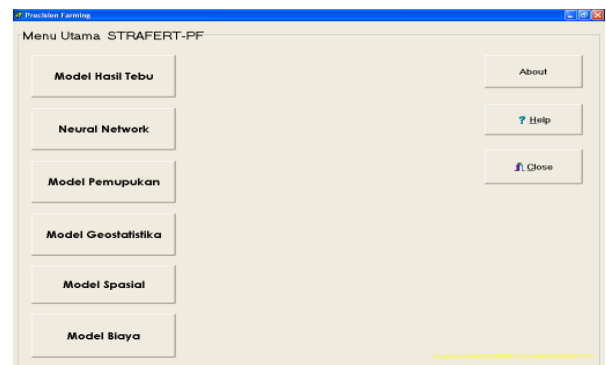 Precision Farming
Menu Utama STRAFERT-PF
Model Hasil Tebu
Neural Network
Model Pemupukan
Model Geostatistika
Model Spasial
Model Biaya
About
? Help
Close